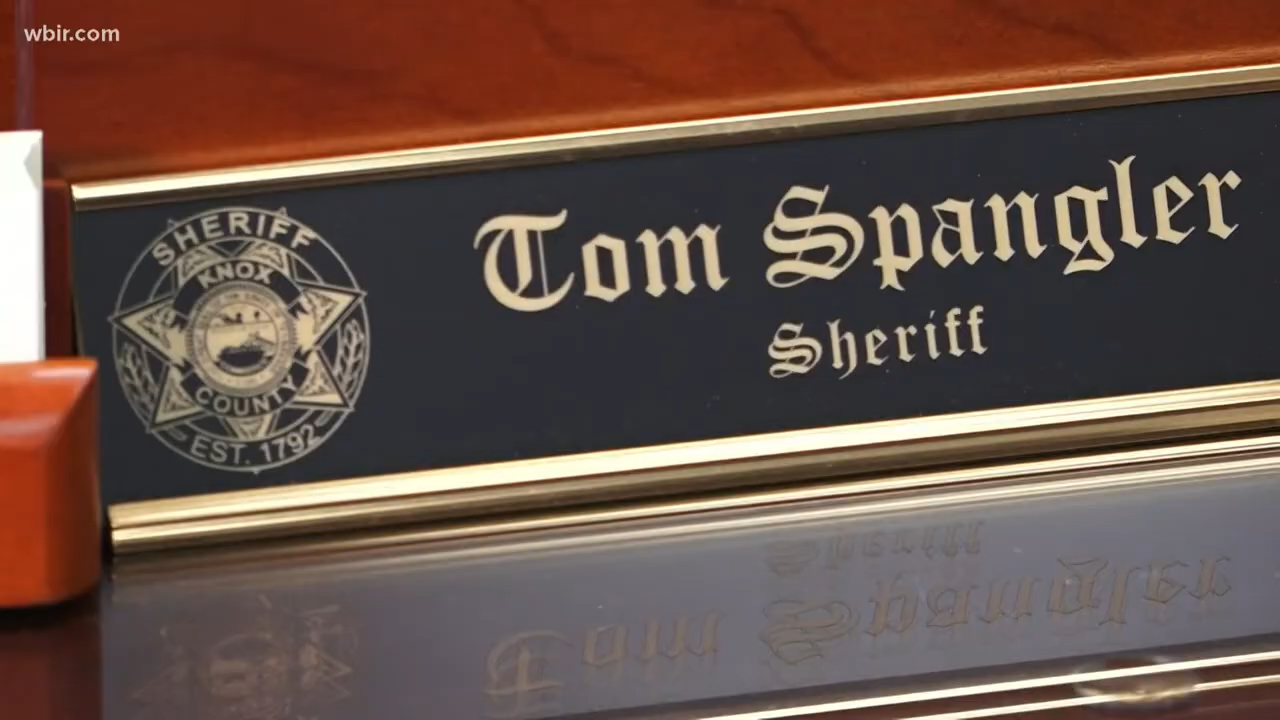 wbir.com
Tom Spangler
Sheriff
SHERIFF
KNOX
COUNTY
EST. 1792